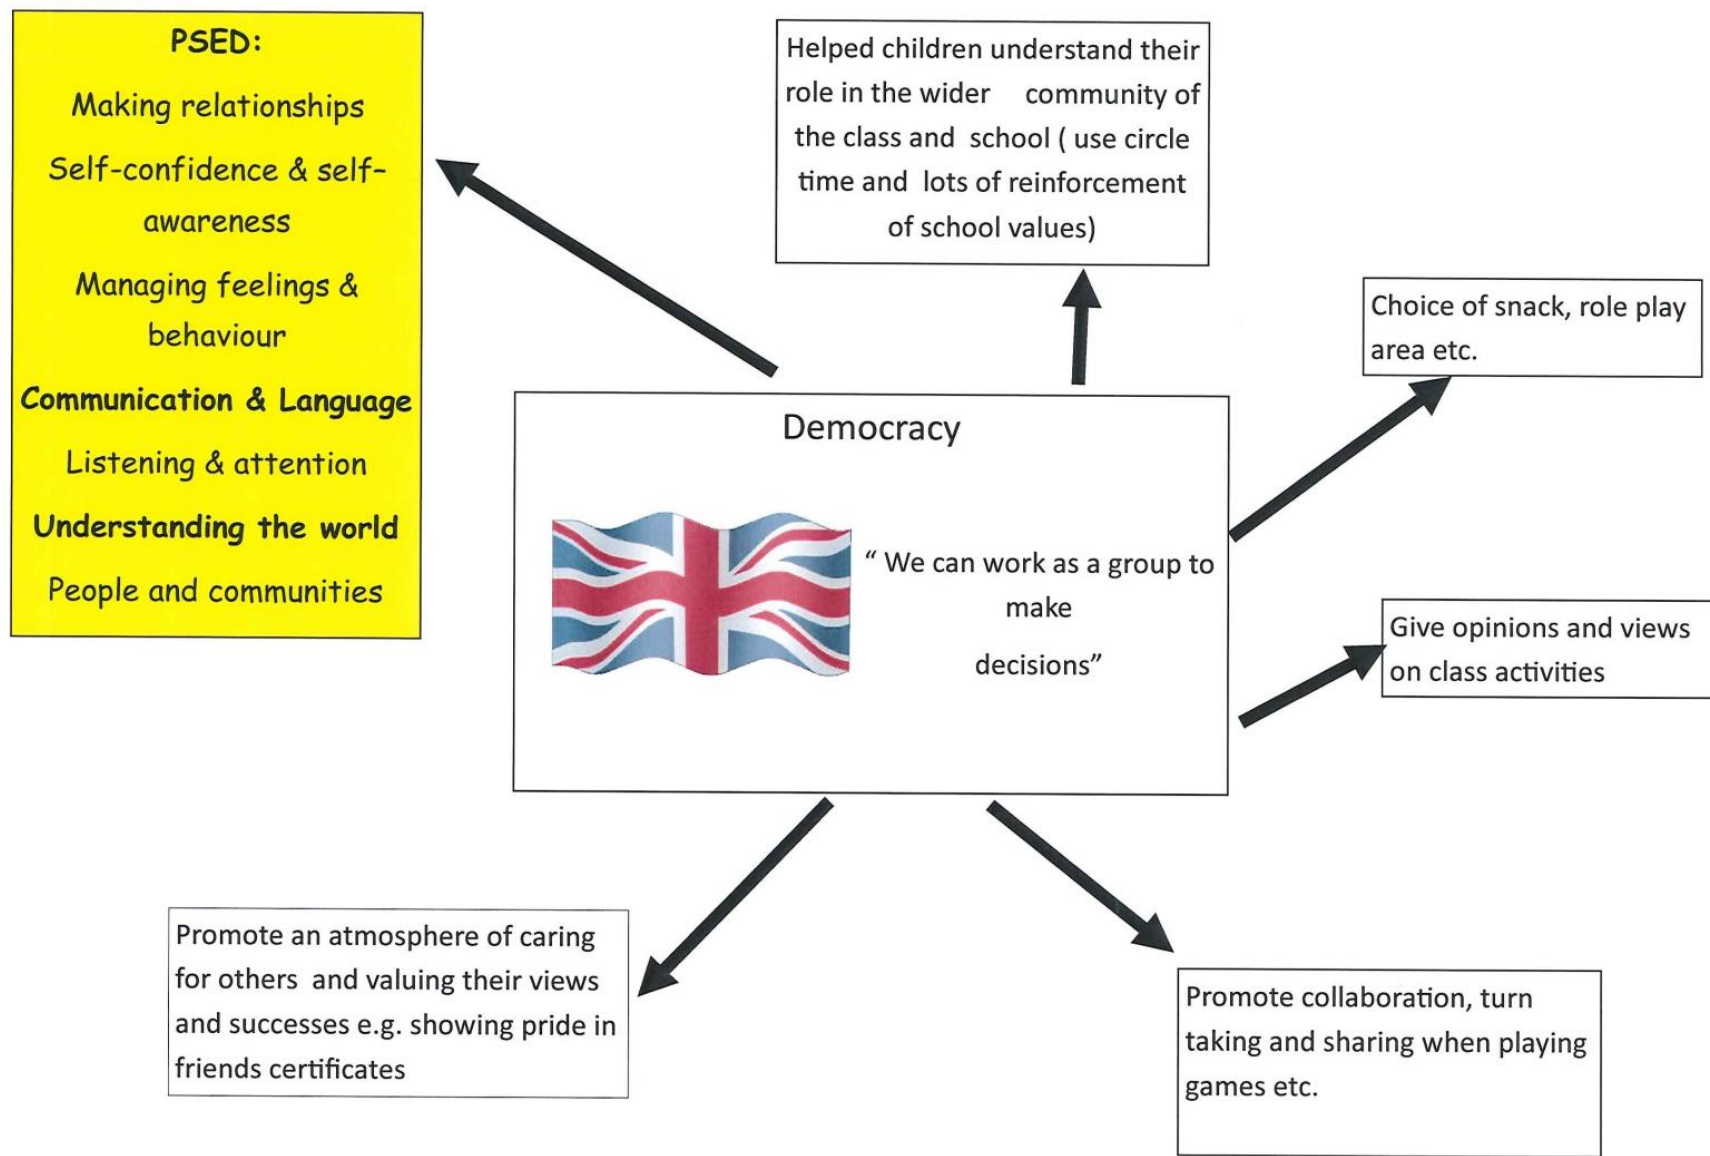 PSED:
Making relationships
Self-confidence & self-
awareness
Managing feelings &
behaviour
Communication & Language
Listening & attention
Understanding the world
People and communities
Helped children understand their
role in the wider community of
the class and school ( use circle
time and lots of reinforcement
of school values)
Choice of snack, role play
area etc.
Democracy
“ We can work as a group to
make
decisions”
Give opinions and views
on class activities
Promote an atmosphere of caring
for others and valuing their views
and successes e.g. showing pride in
friends certificates
Promote collaboration, turn
taking and sharing when playing
games etc.